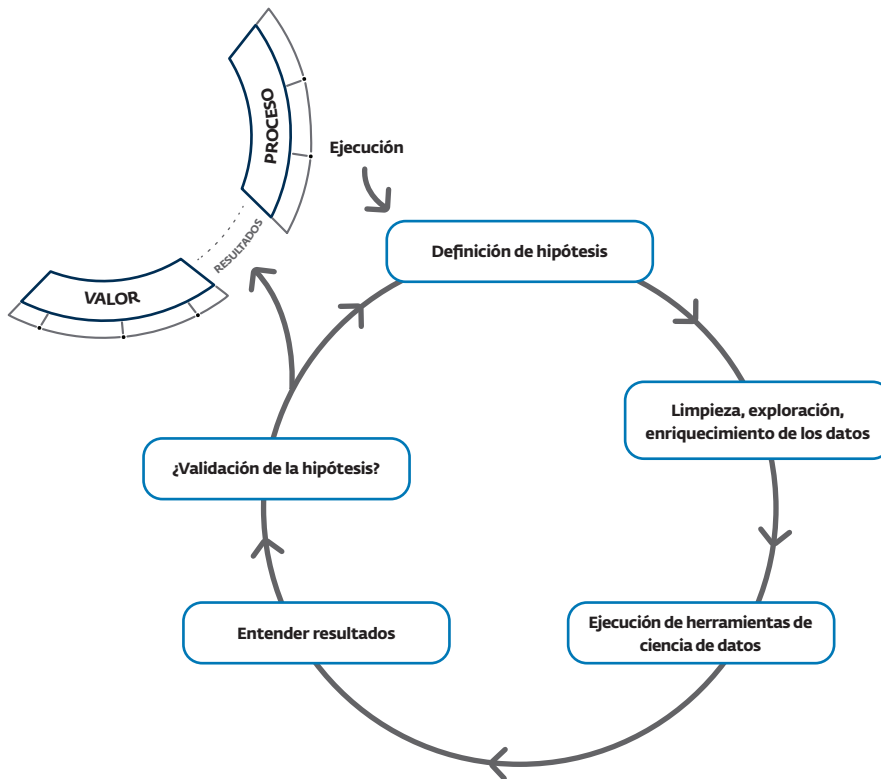 PROCESO
Ejecución
RESULTADOS
VALOR
Definición de hipótesis
Limpieza, exploración,
enriquecimiento de los datos
¿Validación de la hipótesis?
Entender resultados
Ejecución de herramientas de
ciencia de datos